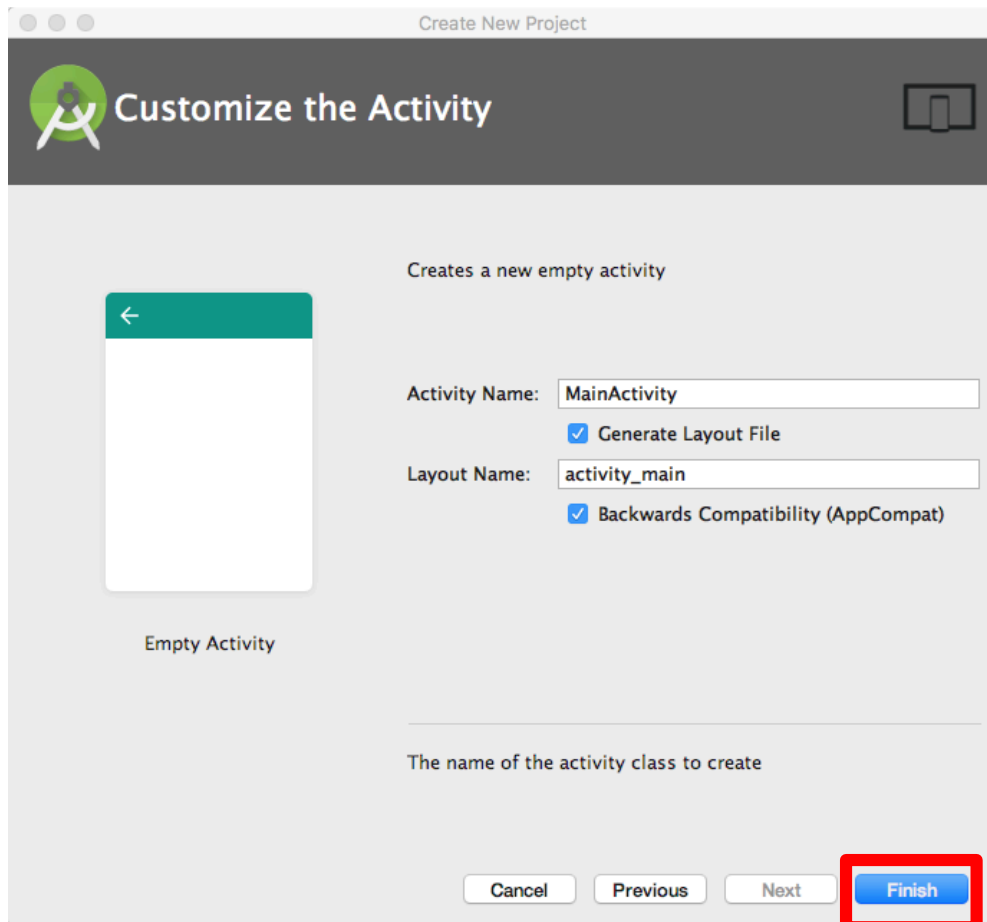 Create New Project
Customize the Activity
Creates a new empty activity
Activity Name: MainActivity
Generate Layout File
Layout Name: activity_main
Backwards Compatibility (AppCompat)
Empty Activity
The name of the activity class to create
Cancel Previous Next Finish